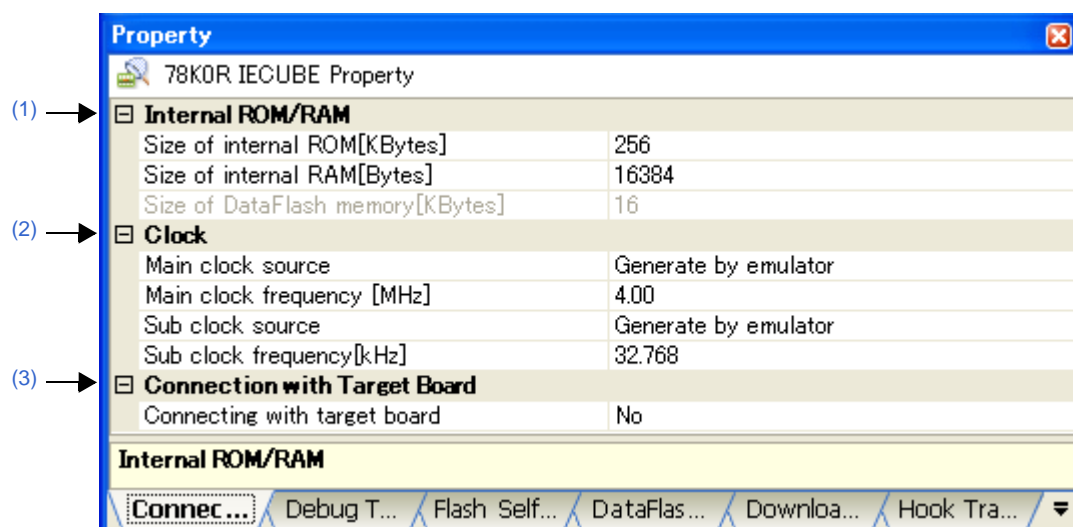 Property
78K0R IECUBE Property
(1)
Internal ROM/RAM
Size of internal ROM[KBytes] 256
Size of internal RAM[Bytes] 16384
Size of DataFlash memory[KBytes] 16
(2)
Clock
Main clock source Generate by emulator
Main clock frequency [MHz] 4.00
Sub clock source Generate by emulator
Sub clock frequency[kHz] 32.768
(3)
Connection with Target Board
Connecting with target board No
Internal ROM/RAM
Connec... Debug T... Flash Self... DataFlas... Downloa... Hook Tra...